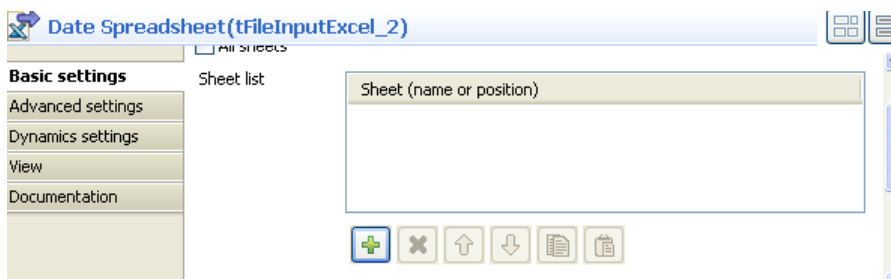 Date Spreadsheet(tFileInputExcel_2)
All sheets
Basic settings
Sheet list
Sheet (name or position)
Advanced settings
Dynamics settings
View
Documentation